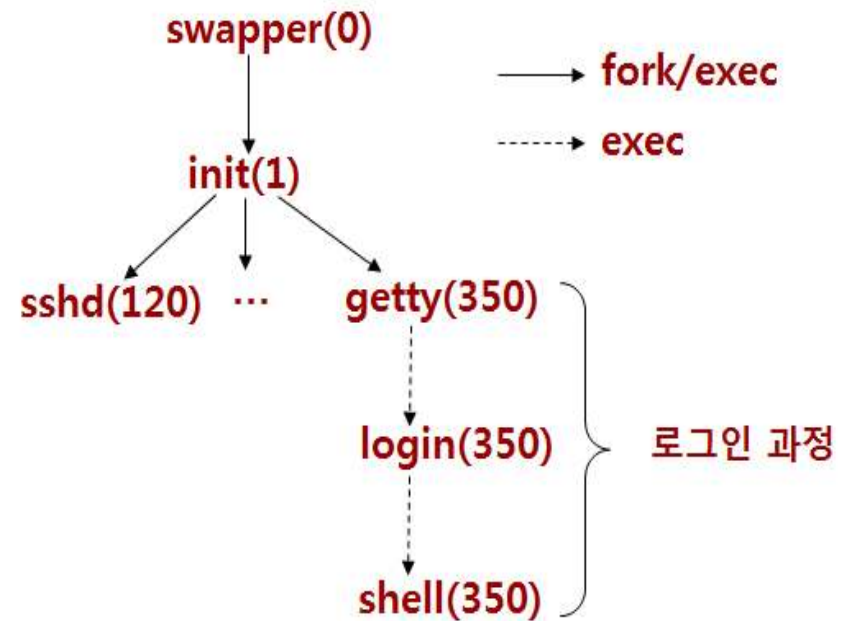 swapper(0)
fork/exec
exec
init(1)
sshd(120) ... getty(350)
login(350)
로그인 과정
shell(350)